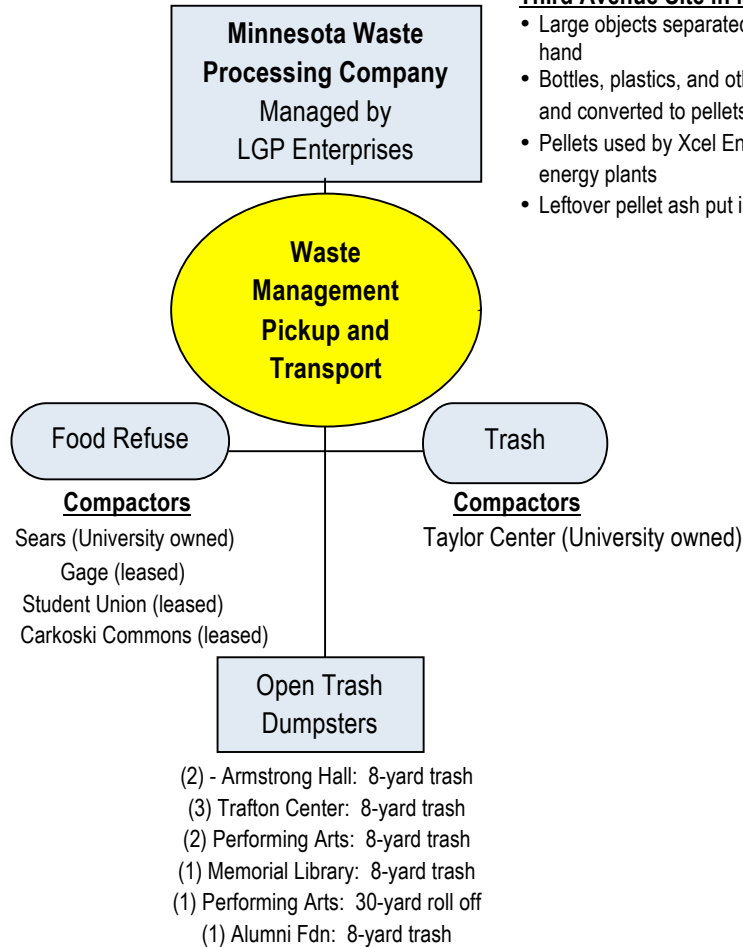 Minnesota Waste
Processing Company
Managed by
LGP Enterprises
Third Avenue Site in
• Large objects separated
hand
• Bottles, plastics, and
and converted to pellets
• Pellets used by Xcel
energy plants
• Leftover pellet ash put
Waste
Management
Pickup and
Transport
Food Refuse
Compactors
Sears (University owned)
Gage (leased)
Student Union (leased)
Carkoski Commons (leased)
Trash
Compactors
Taylor Center (University owned)
Open Trash
Dumpsters
(2) - Armstrong Hall: 8-yard trash
(3) Trafton Center: 8-yard trash
(2) Performing Arts: 8-yard trash
(1) Memorial Library: 8-yard trash
(1) Performing Arts: 30-yard roll off
(1) Alumni Fdn: 8-yard trash